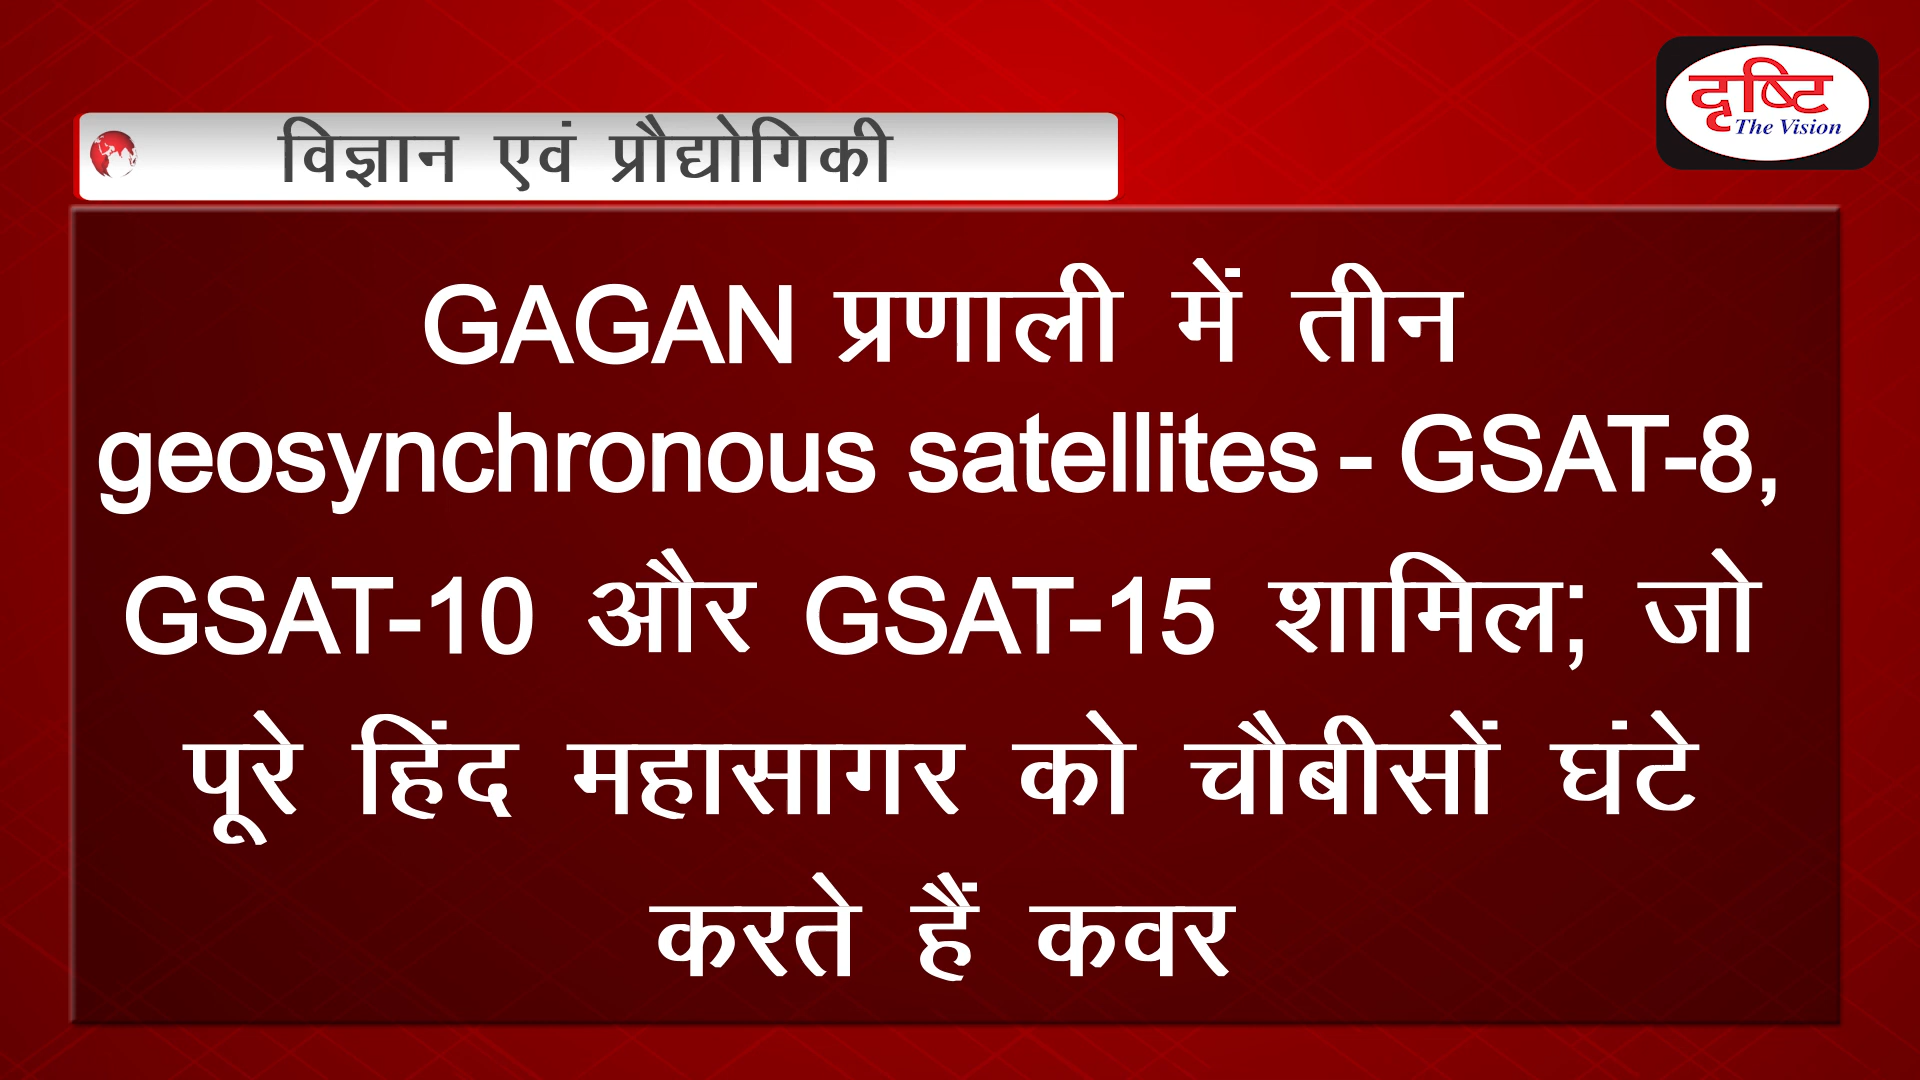 दृष्टि
The Vision
विज्ञान एवं प्रौद्योगिकी
GAGAN प्रणाली में तीन
geosynchronous satellites - GSAT-8,
GSAT-10 और GSAT-15 शामिल; जो
पूरे हिंद महासागर को चौबीसों घंटे
करते हैं कवर